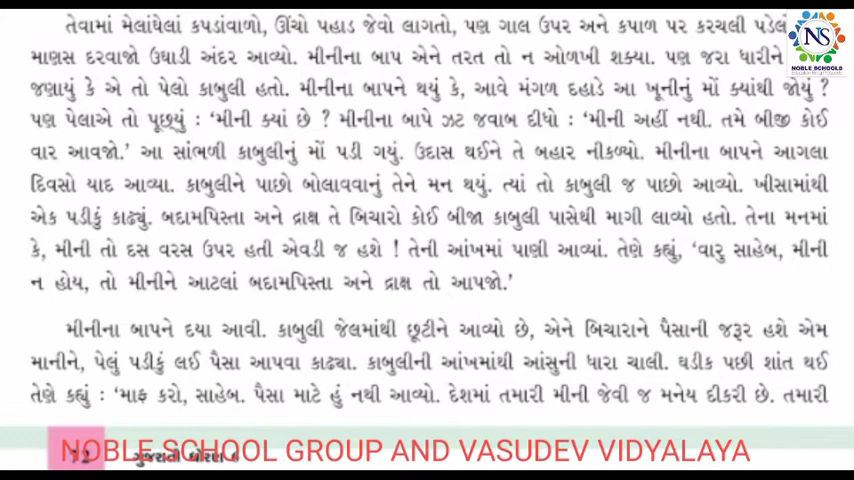 તેવામાં મેલાંઘેલાં કપડાંવાળો, ઊંચો પહાડ જેવો લાગતો, પણ ગાલ ઉપર અને કપાળ પર કરચલી પડેલ
માણસ દરવાજો ઉઘાડી અંદર આવ્યો. મીનીના બાપ એને તરત તો ન ઓળખી શક્યા. પણ જરા ધારીને
જણાયું કે એ તો પેલો કાબુલી હતો. મીનીના બાપને થયું કે, આવે મંગળ દહાડે આ ખૂનીનું મોં ક્યાંથી જોયું ?
પણ પેલાએ તો પૂછ્યું : ‘મીની ક્યાં છે ? મીનીના બાપે ઝટ જવાબ દીધો : ‘મીની અહીં નથી. તમે બીજી કોઈ
વાર આવજો.’ આ સાંભળી કાબુલીનું મોં પડી ગયું. ઉદાસ થઈને તે બહાર નીકળ્યો. મીનીના બાપને આગલા
દિવસો યાદ આવ્યા. કાબુલીને પાછો બોલાવવાનું તેને મન થયું. ત્યાં તો કાબુલી જ પાછો આવ્યો. ખીસામાંથી
એક પડીકું કાઢ્યું. બદામપિસ્તા અને દ્રાક્ષ તે બિચારો કોઈ બીજા કાબુલી પાસેથી માગી લાવ્યો હતો. તેના મનમાં
કે, મીની તો દસ વરસ ઉપર હતી એવડી જ હશે ! તેની આંખમાં પાણી આવ્યાં. તેણે કહ્યું, ‘વારુ સાહેબ, મીની
ન હોય, તો મીનીને આટલાં બદામપિસ્તા અને દ્રાક્ષ તો આપજો.’
મીનીના બાપને દયા આવી. કાબુલી જેલમાંથી છૂટીને આવ્યો છે, એને બિચારાને પૈસાની જરૂર હશે એમ
માનીને, પેલું પડીકું લઈ પૈસા આપવા કાઢ્યા. કાબુલીની આંખમાંથી આંસુની ધારા ચાલી. ઘડીક પછી શાંત થઈ
તેણે કહ્યું : ‘માફ કરો, સાહેબ. પૈસા માટે હું નથી આવ્યો. દેશમાં તમારી મીની જેવી જ મનેય દીકરી છે. તમારી
NS
NOBLE SCHOOLS
NOBLE SCHOOL GROUP AND VASUDEV VIDYALAYA